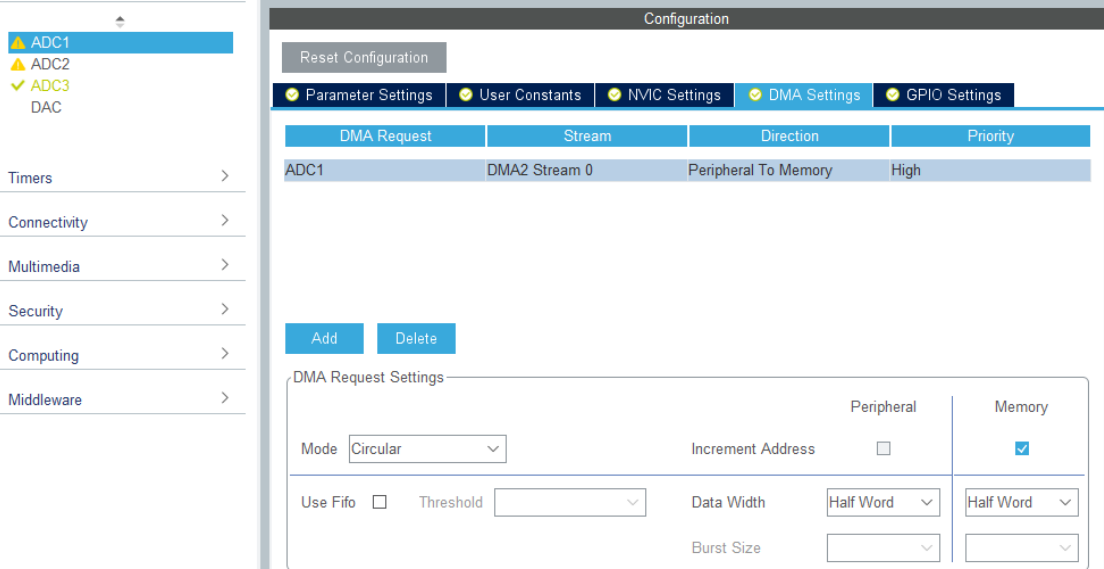 Configuration
ADC1
ADC2
ADC3
DAC
Timers
Connectivity
Multimedia
Security
Computing
Middleware
Reset Configuration
Parameter Settings User Constants NVIC Settings DMA Settings GPIO Settings
DMA Request Stream Direction Priority
ADC1 DMA2 Stream 0 Peripheral To Memory High
Add Delete
DMA Request Settings
Peripheral Memory
Mode Circular Increment Address
Use Fifo Threshold Data Width Half Word Half Word
Burst Size